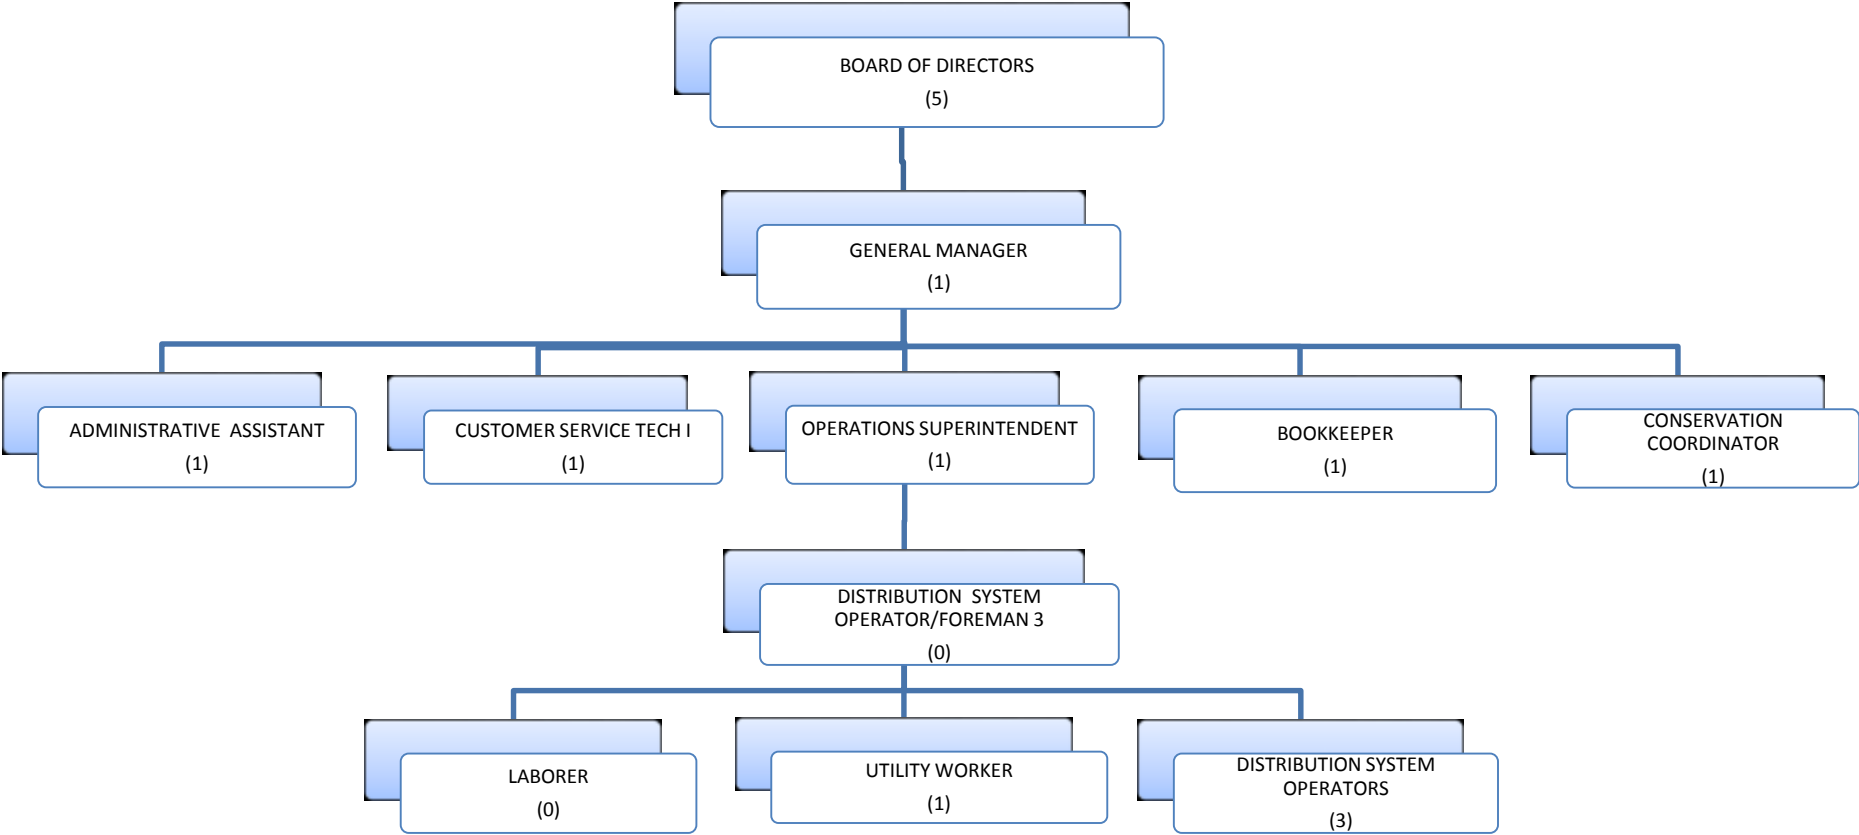 BOARD OF DIRECTORS
(5)
GENERAL MANAGER
(1)
ADMINISTRATIVE ASSISTANT
(1)
CUSTOMER SERVICE TECH I
(1)
OPERATIONS SUPERINTENDENT
(1)
BOOKKEEPER
(1)
CONSERVATION
COORDINATOR
(1)
DISTRIBUTION SYSTEM
OPERATOR/FOREMAN 3
(0)
LABORER
(0)
UTILITY WORKER
(1)
DISTRIBUTION SYSTEM
OPERATORS
(3)